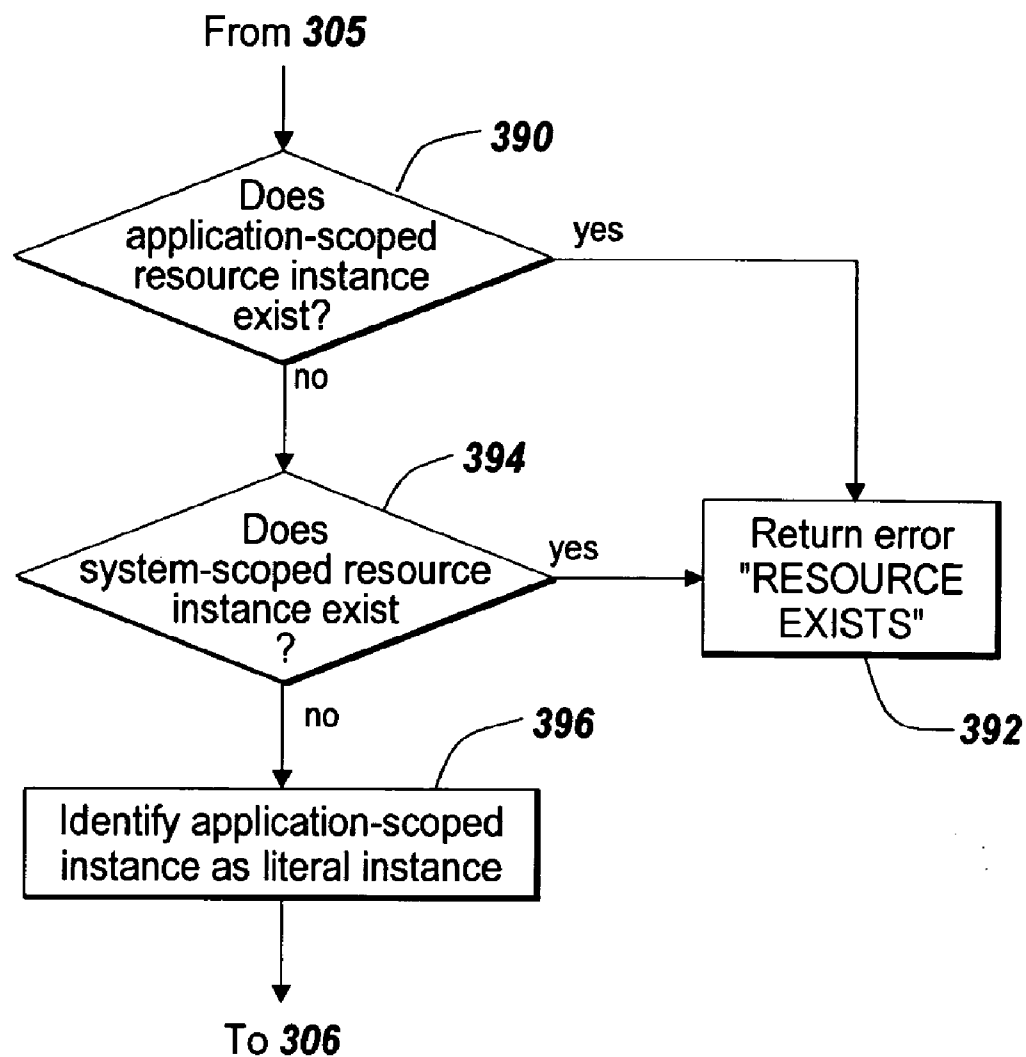 From 305
390
Does
application-scoped
resource instance
exist?
yes
no
394
Does
system-scoped resource
instance exist
?
yes
Return error
"RESOURCE
EXISTS"
392
no
396
Identify application-scoped
instance as literal instance
To 306